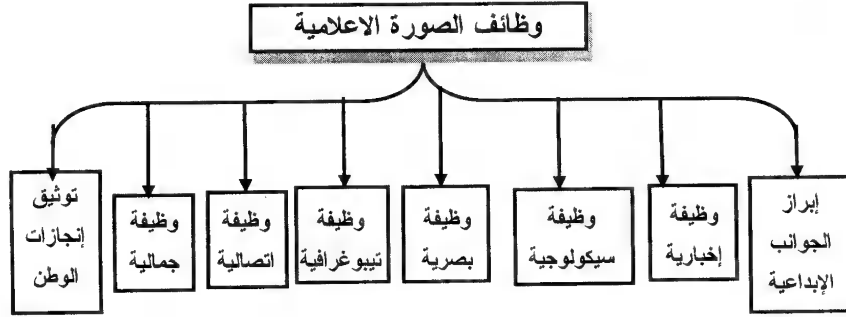 وظائف الصورة الاعلامية
إبراز
الجوانب
الإبداعية
وظيفة
إخبارية
وظيفة
سيكولوجية
وظيفة
بصرية
وظيفة
تيبوغرافية
وظيفة
اتصالية
وظيفة
جمالية
توثيق
إنجازات
الوطن